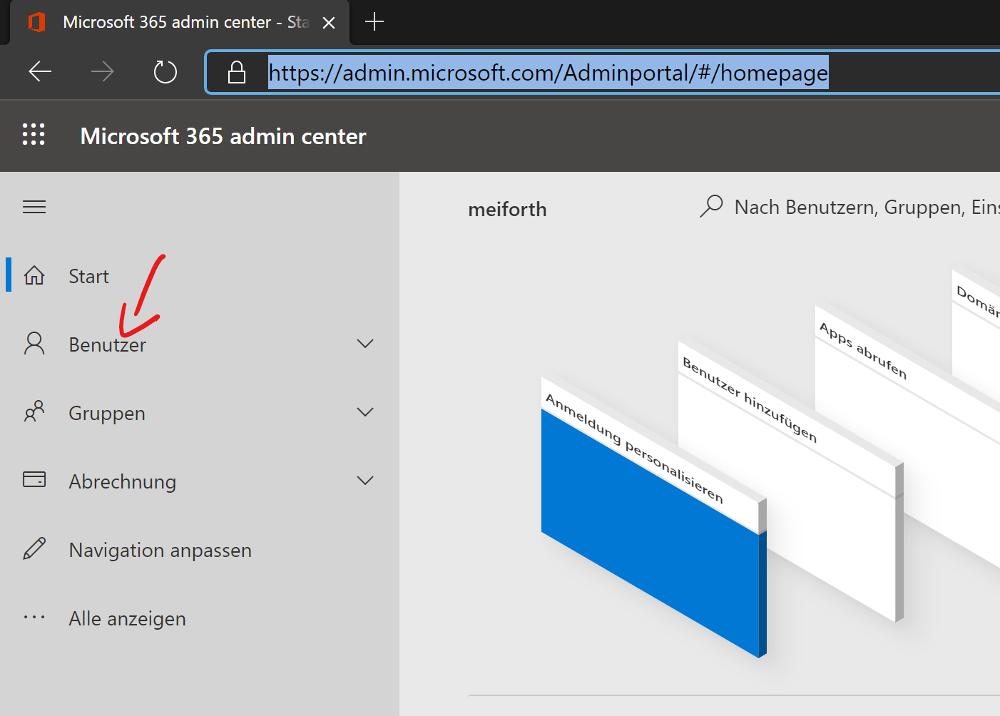 Microsoft 365 admin center - Sta
https://admin.microsoft.com/Adminportal/#/homepage
Microsoft 365 admin center
meiforth
Nach Benutzern, Gruppen, Eins
Start
Benutzer
Gruppen
Abrechnung
Navigation anpassen
Alle anzeigen
Anmeldung personalisieren
Benutzer hinzufügen
Apps abrufen
Domän